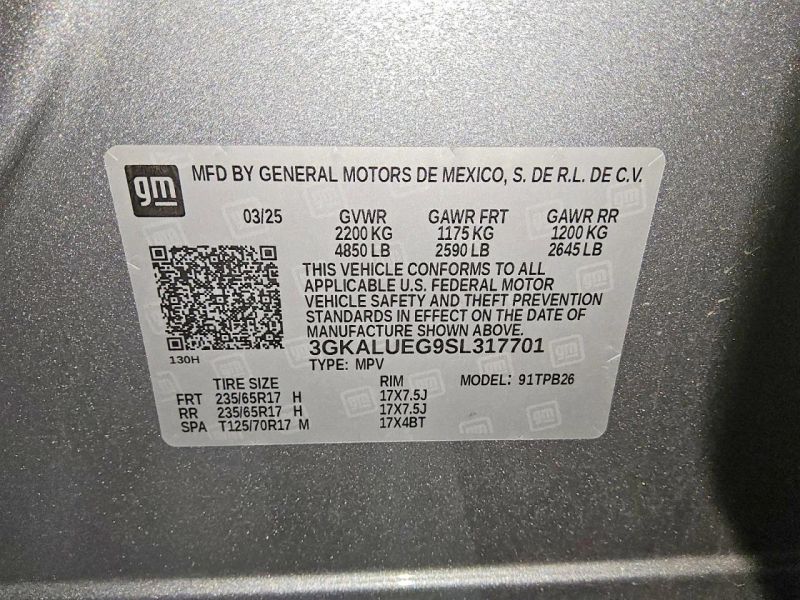 gm MFD BY GENERAL MOTORS DE MEXICO, S. DE R.L. DE C.V.
03/25 GVWR GAWR FRT GAWR RR
2200 KG 1175 KG 1200 KG
4850 LB 2590 LB 2645 LB
THIS VEHICLE CONFORMS TO ALL
APPLICABLE U.S. FEDERAL MOTOR
VEHICLE SAFETY AND THEFT PREVENTION
STANDARDS IN EFFECT ON THE DATE OF
MANUFACTURE SHOWN ABOVE.
130H 3GKALUEG9SL317701
TYPE: MPV
TIRE SIZE RIM MODEL: 91TPB26
FRT 235/65R17 H 17X7.5J
RR 235/65R17 H 17X7.5J
SPA T125/70R17 M 17X4BT